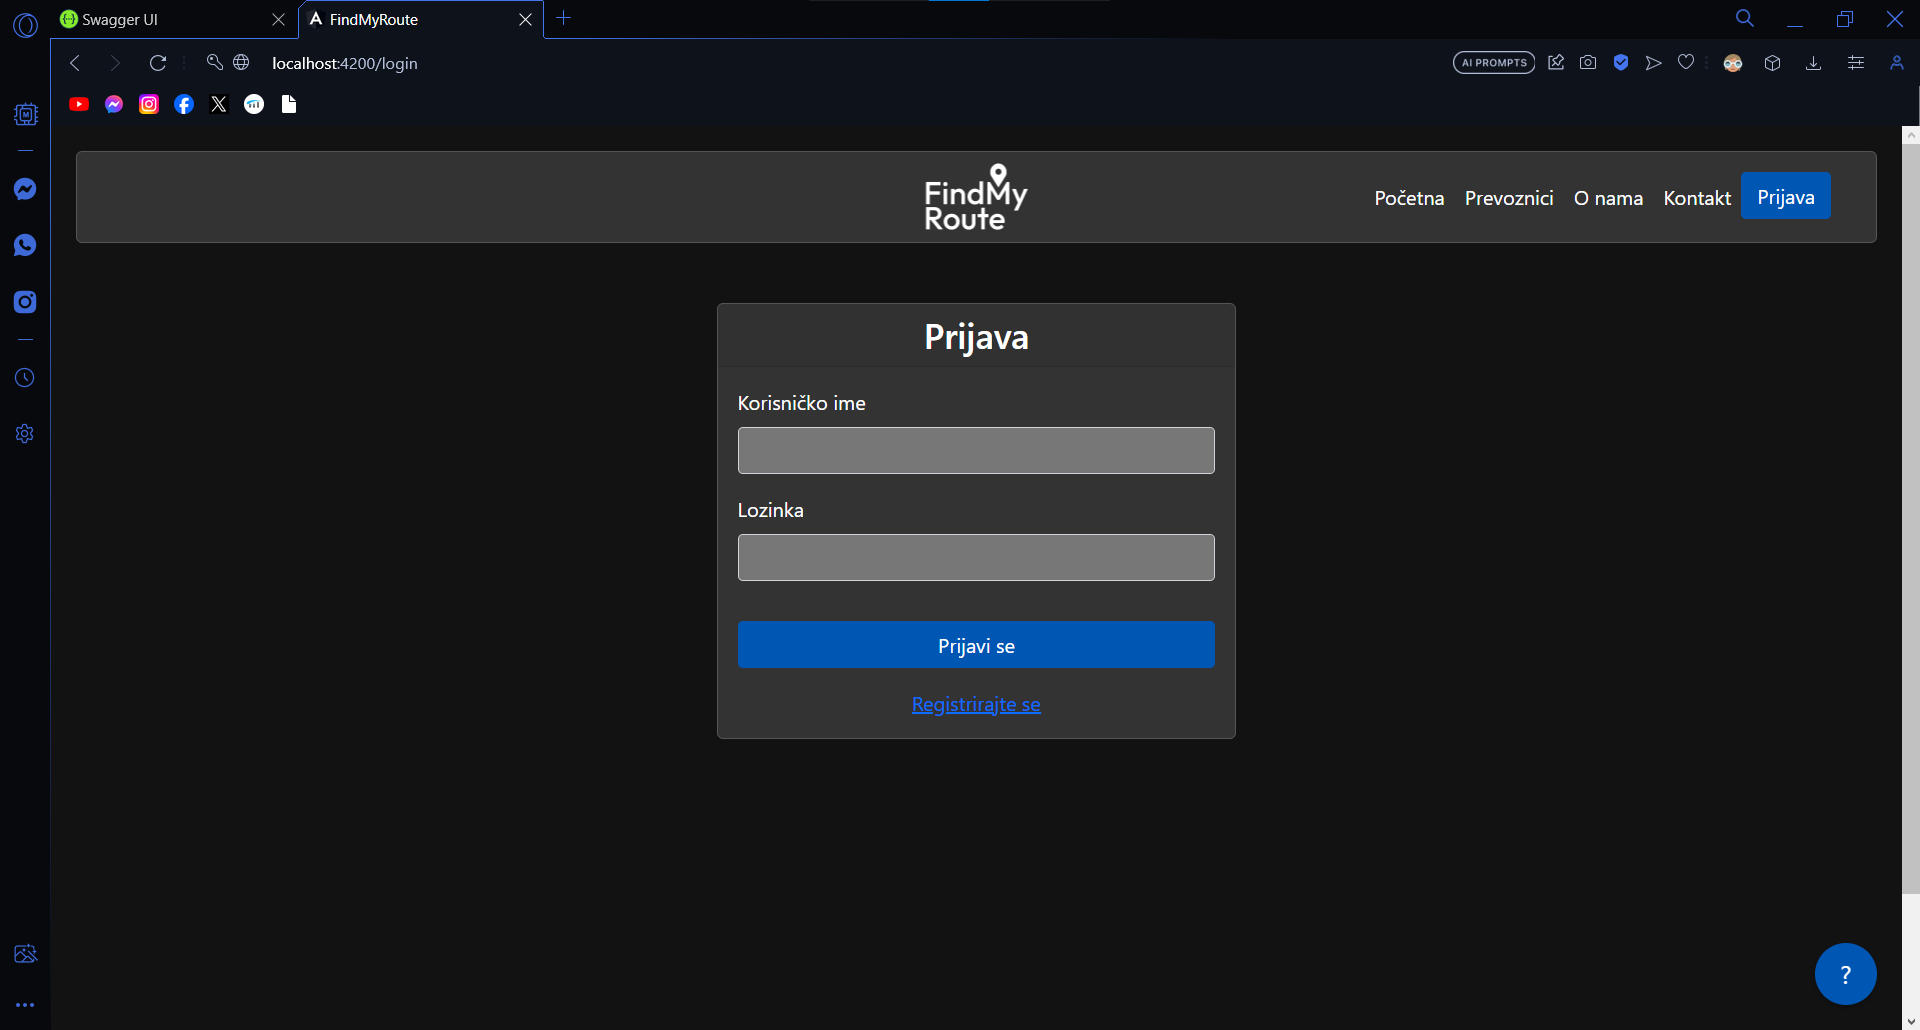 Swagger UI
FindMyRoute
localhost:4200/login
AI PROMPTS
FindMy
Route
Početna
Prevoznici
O nama
Kontakt
Prijava
Prijava
Korisničko ime
Lozinka
Prijavi se
Registrirajte se
?